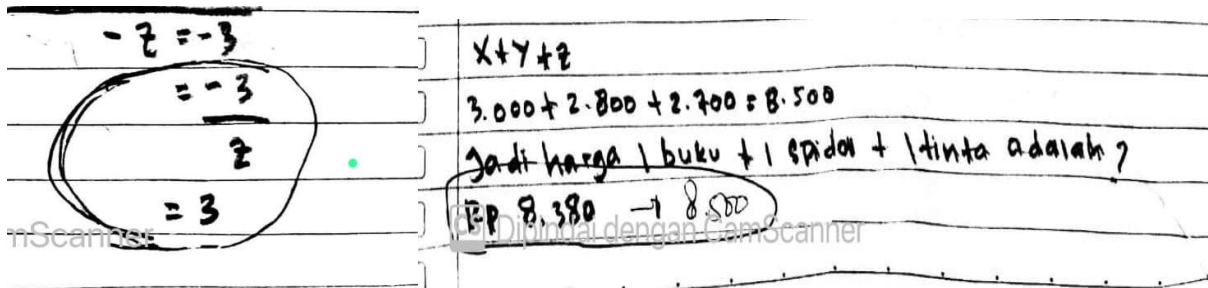 - z = -3
= -3
z
= 3
nScanner
X+Y+z
3.000 + 2.800 + 2.700 = 8.500
Jadi harga 1 buku + 1 spidol + 1 tinta adalah ?
Rp 8.380 → 8.500
Dipindai dengan CamScanner